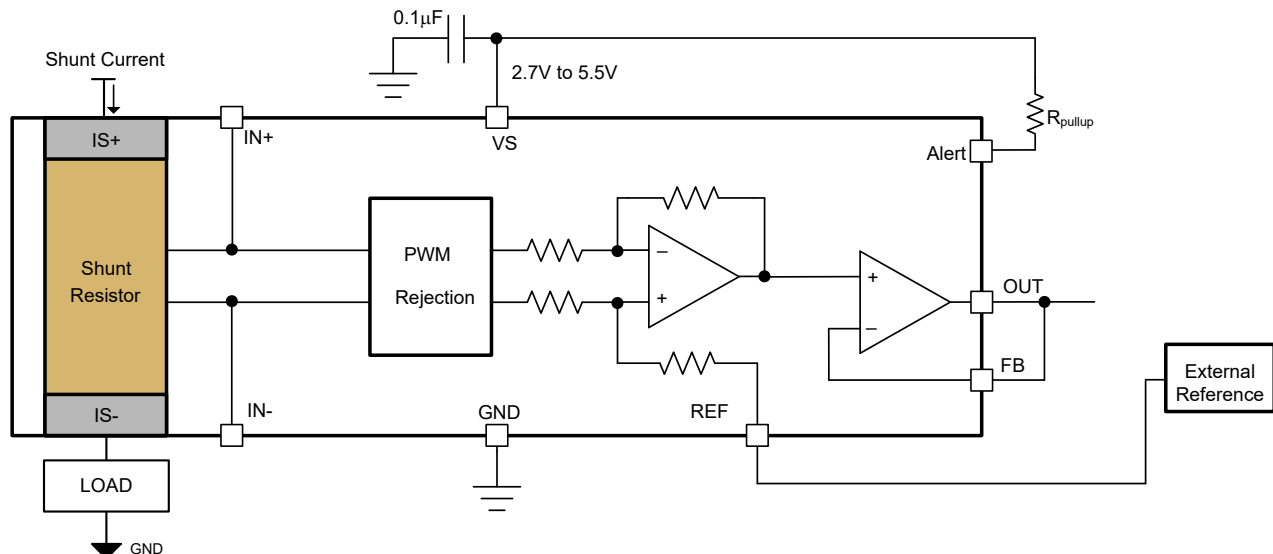 0.1μF
Shunt Current
2.7V to 5.5V
Rpullup
IS+
IN+
VS
Alert
PWM
Rejection
−
+
Shunt
Resistor
+
−
OUT
FB
External
Reference
IS-
IN-
GND
REF
LOAD
GND